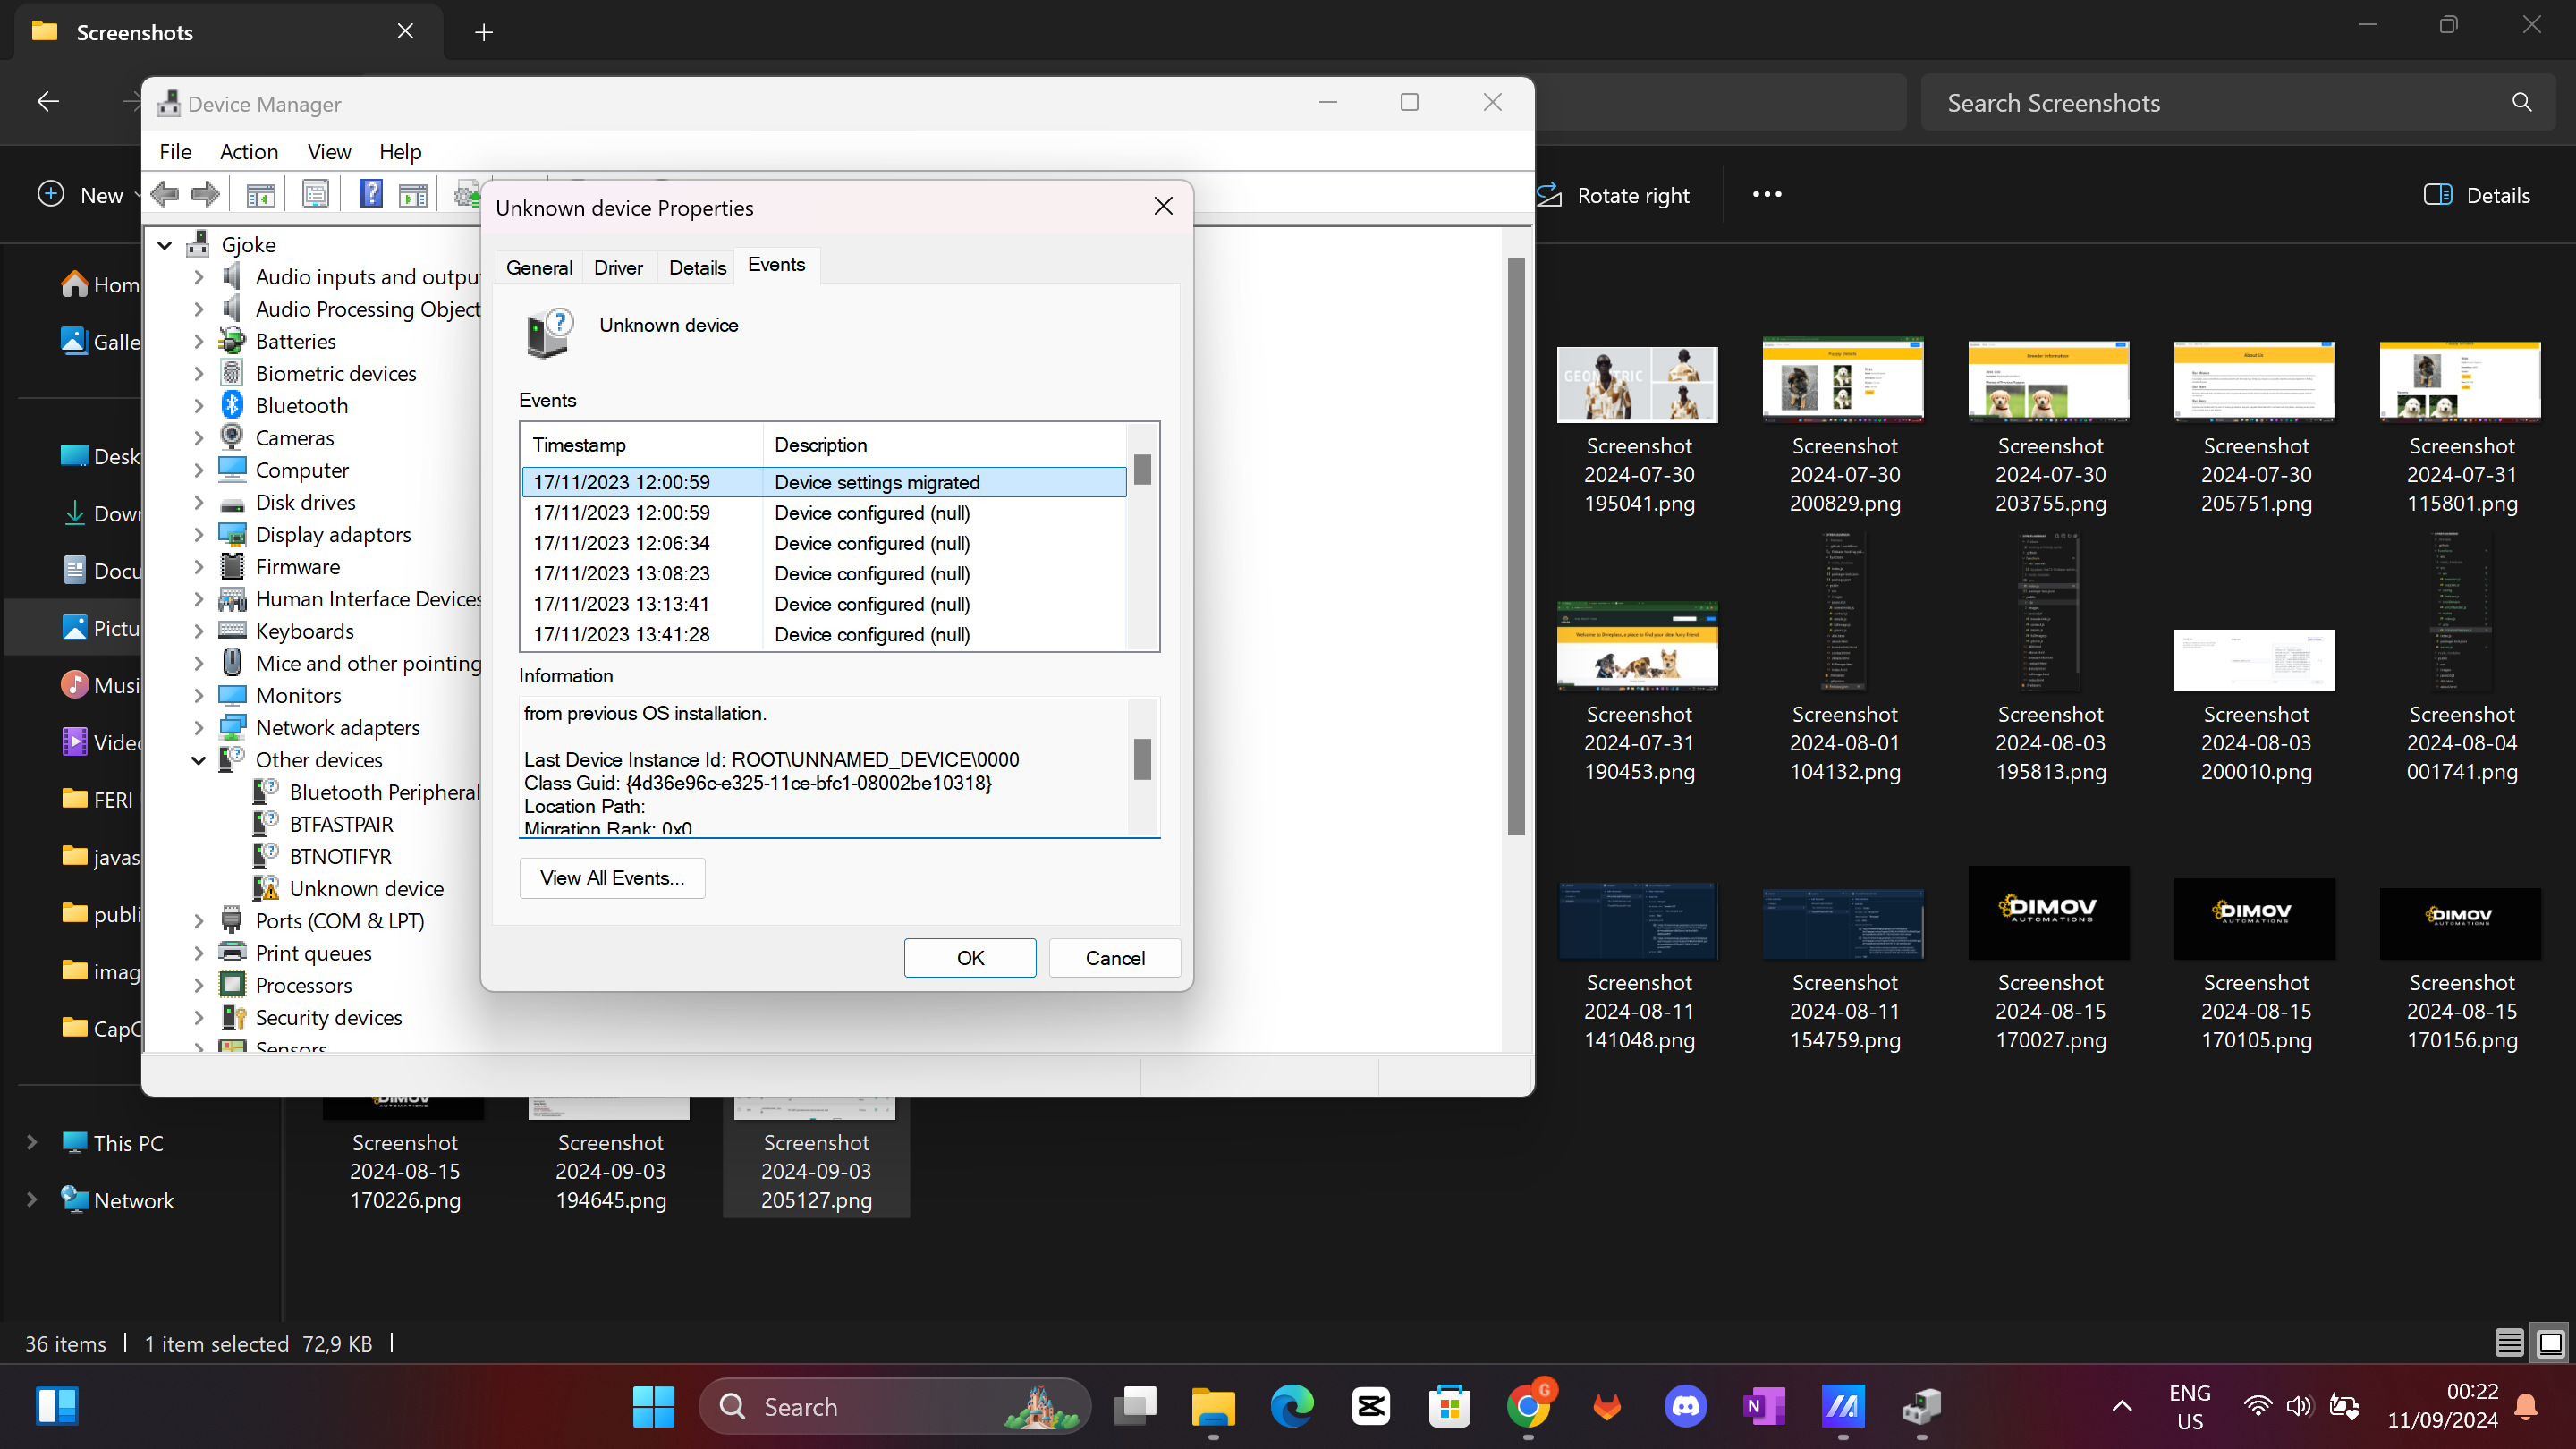 Screenshots
Search Screenshots
New
Rotate right
Details
Device Manager
File Action View Help
Gjoke
Audio inputs and outpu
Audio Processing Object
Batteries
Biometric devices
Bluetooth
Cameras
Computer
Disk drives
Display adaptors
Firmware
Human Interface Devices
Keyboards
Mice and other pointing
Monitors
Network adapters
Other devices
Bluetooth Peripheral
BTFASTPAIR
BTNOTIFYR
Unknown device
Ports (COM & LPT)
Print queues
Processors
Security devices
Sensors
Unknown device Properties
General Driver Details Events
Unknown device
Events
Timestamp Description
17/11/2023 12:00:59 Device settings migrated
17/11/2023 12:00:59 Device configured (null)
17/11/2023 12:06:34 Device configured (null)
17/11/2023 13:08:23 Device configured (null)
17/11/2023 13:13:41 Device configured (null)
17/11/2023 13:41:28 Device configured (null)
Information
from previous OS installation.
Last Device Instance Id: ROOT\UNNAMED_DEVICE\0000
Class Guid: {4d36e96c-e325-11ce-bfc1-08002be10318}
Location Path:
Migration Rank: 0x0
View All Events...
OK Cancel
Hom
Galle
Desk
Down
Docu
Pictu
Musi
Vide
FERI
javas
publi
imag
CapC
This PC
Network
GEOMETRIC
Puppy Details
Breeder Information
About Us
Screenshot
2024-07-30
195041.png
Screenshot
2024-07-30
200829.png
Screenshot
2024-07-30
203755.png
Screenshot
2024-07-30
205751.png
Screenshot
2024-07-31
115801.png
Screenshot
2024-07-31
190453.png
Screenshot
2024-08-01
104132.png
Screenshot
2024-08-03
195813.png
Screenshot
2024-08-03
200010.png
Screenshot
2024-08-04
001741.png
DIMOV
AUTOMATIONS
DIMOV
AUTOMATIONS
DIMOV
AUTOMATIONS
Screenshot
2024-08-11
141048.png
Screenshot
2024-08-11
154759.png
Screenshot
2024-08-15
170027.png
Screenshot
2024-08-15
170105.png
Screenshot
2024-08-15
170156.png
DIMOV
AUTOMATIONS
Screenshot
2024-08-15
170226.png
Screenshot
2024-09-03
194645.png
Screenshot
2024-09-03
205127.png
36 items 1 item selected 72,9 KB
Search
G
N
ENG
US
00:22
11/09/2024